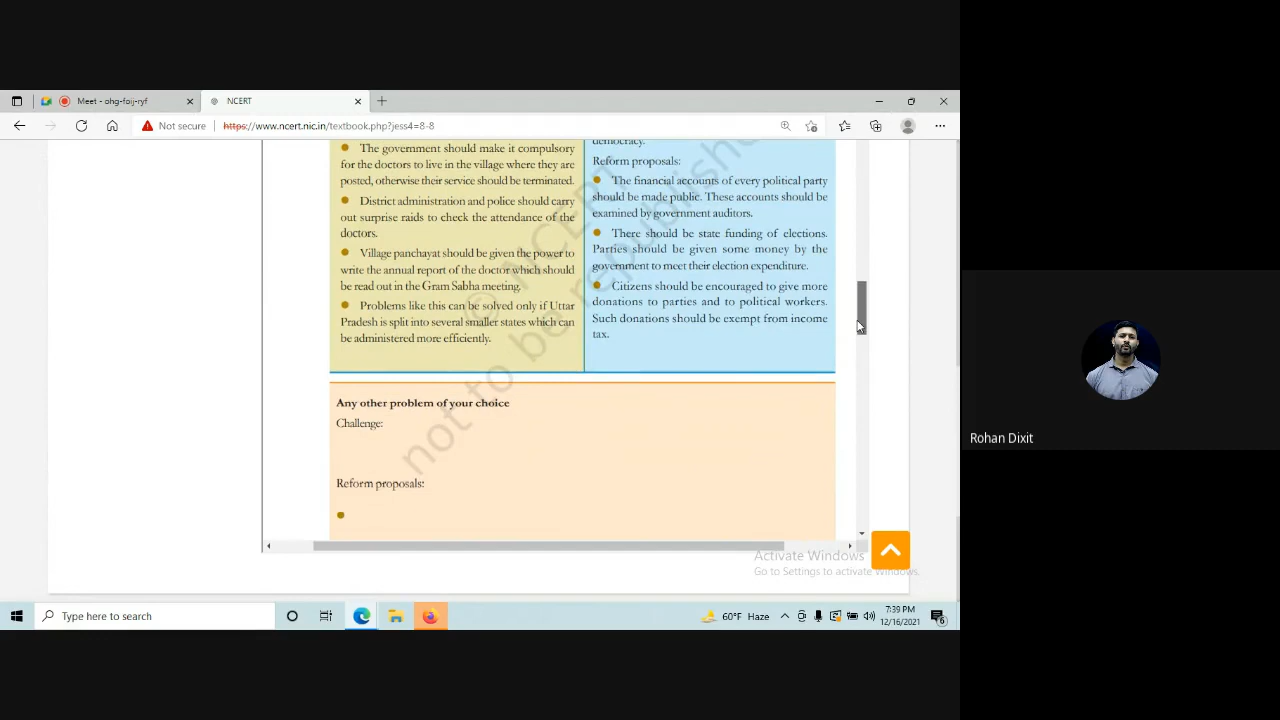 Meet - ohg-foij-ryf
NCERT
Not secure
https://www.ncert.nic.in/textbook.php?jess4=8-8
The government should make it compulsory
for the doctors to live in the village where they are
posted, otherwise their service should be terminated.
District administration and police should carry
out surprise raids to check the attendance of the
doctors.
Village panchayat should be given the power to
write the annual report of the doctor which should
be read out in the Gram Sabha meeting.
Problems like this can be solved only if Uttar
Pradesh is split into several smaller states which can
be administered more efficiently.
democracy.
Reform proposals:
The financial accounts of every political party
should be made public. These accounts should be
examined by government auditors.
There should be state funding of elections.
Parties should be given some money by the
government to meet their election expenditure.
Citizens should be encouraged to give more
donations to parties and to political workers.
Such donations should be exempt from income
tax.
© NCERT
not to be republished
Any other problem of your choice
Challenge:
Reform proposals:
Activate Windows
Go to Settings to activate Windows.
Rohan Dixit
Type here to search
60°F Haze
7:39 PM
12/16/2021
6